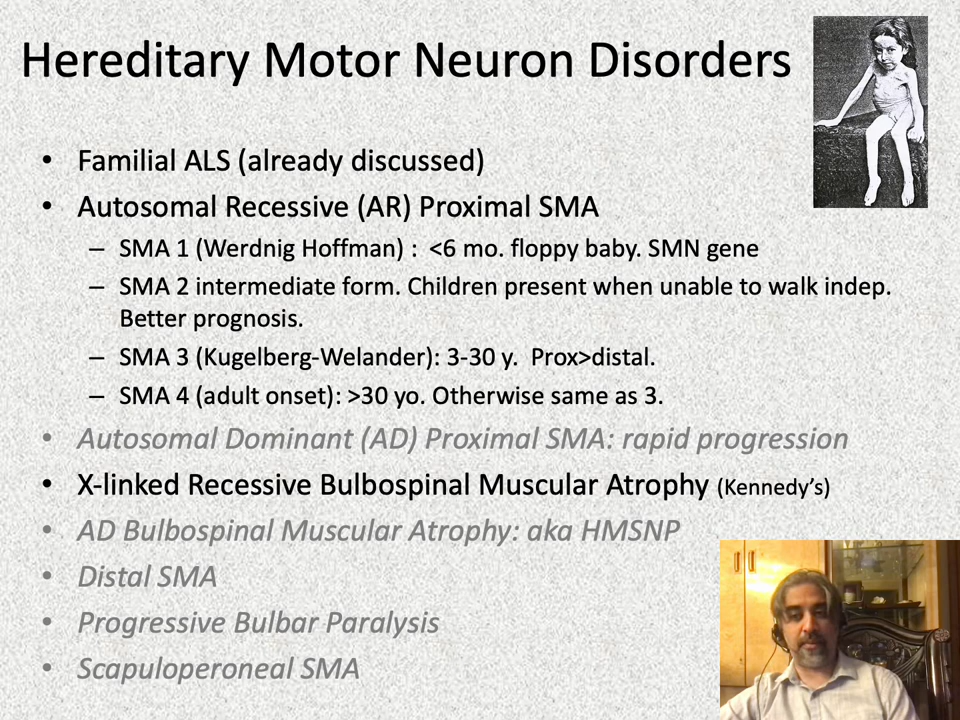 Hereditary Motor Neuron Disorders
• Familial ALS (already discussed)
• Autosomal Recessive (AR) Proximal SMA
– SMA 1 (Werdnig Hoffman) :  <6 mo. floppy baby. SMN gene
– SMA 2 intermediate form. Children present when unable to walk indep.
Better prognosis.
– SMA 3 (Kugelberg-Welander): 3-30 y.  Prox>distal.
– SMA 4 (adult onset): >30 yo. Otherwise same as 3.
• Autosomal Dominant (AD) Proximal SMA: rapid progression
• X-linked Recessive Bulbospinal Muscular Atrophy (Kennedy’s)
• AD Bulbospinal Muscular Atrophy: aka HMSNP
• Distal SMA
• Progressive Bulbar Paralysis
• Scapuloperoneal SMA